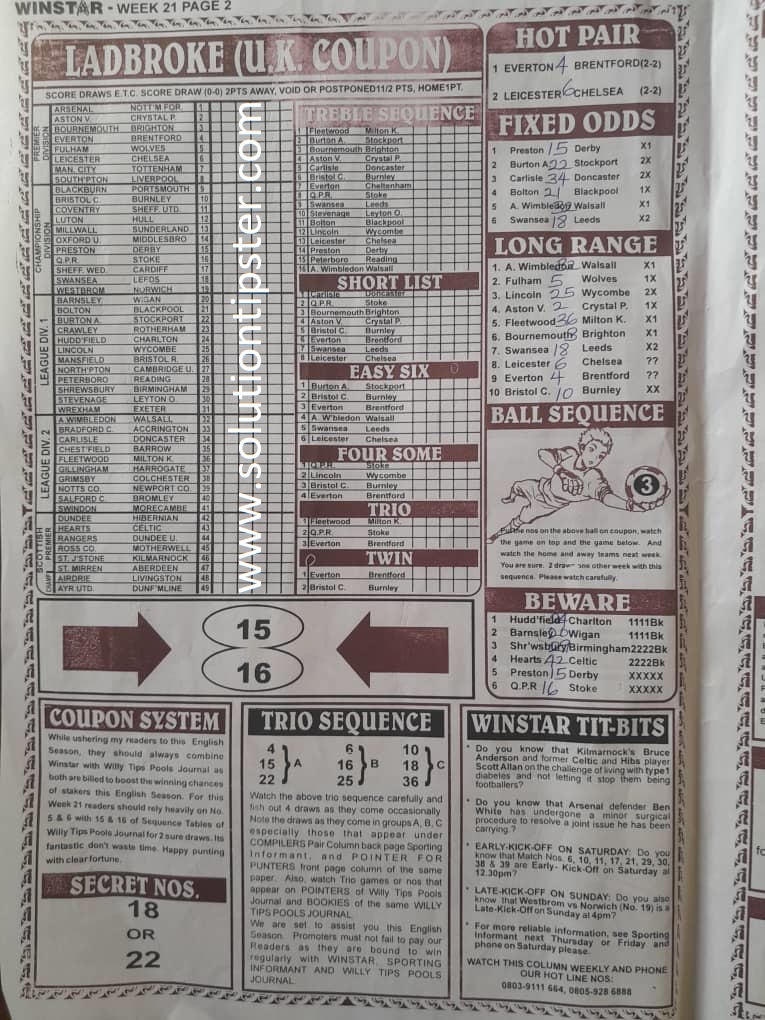 WINSTAR - WEEK 21 PAGE 2
LADBROKE (U.K. COUPON)
SCORE DRAWS E.T.C. SCORE DRAW (0-0) 2PTS AWAY, VOID OR POSTPONED11/2 PTS, HOME1PT.
PREMIER DIVISION
ARSENAL NOTT'M FOR. 1
ASTON V. CRYSTAL P. 2
BOURNEMOUTH BRIGHTON 3
EVERTON BRENTFORD 4
FULHAM WOLVES 5
LEICESTER CHELSEA 6
MAN. CITY TOTTENHAM 7
SOUTH'PTON LIVERPOOL 8
CHAMPIONSHIP DIVISION
BLACKBURN PORTSMOUTH 9
BRISTOL C. BURNLEY 10
COVENTRY SHEFF. UTD. 11
LUTON HULL 12
MILLWALL SUNDERLAND 13
OXFORD U. MIDDLESBRO 14
PRESTON DERBY 15
Q.P.R. STOKE 16
SHEFF. WED. CARDIFF 17
SWANSEA LEEDS 18
WESTBROM NORWICH 19
LEAGUE DIV. 1
BARNSLEY WIGAN 20
BOLTON BLACKPOOL 21
BURTON A. STOCKPORT 22
CRAWLEY ROTHERHAM 23
HUDD'FIELD CHARLTON 24
LINCOLN WYCOMBE 25
MANSFIELD BRISTOL R. 26
NORTH'PTON CAMBRIDGE U. 27
PETERBORO READING 28
SHREWSBURY BIRMINGHAM 29
STEVENAGE LEYTON O. 30
WREXHAM EXETER 31
LEAGUE DIV. 2
A.WIMBLEDON WALSALL 32
BRADFORD C. ACCRINGTON 33
CARLISLE DONCASTER 34
CHEST'FIELD BARROW 35
FLEETWOOD MILTON K. 36
GILLINGHAM HARROGATE 37
GRIMSBY COLCHESTER 38
NOTTS CO. NEWPORT CO. 39
SALFORD C. BROMLEY 40
SWINDON MORECAMBE 41
SCOTTISH PREMIER
DUNDEE HIBERNIAN 42
HEARTS CELTIC 43
RANGERS DUNDEE U. 44
ROSS CO. MOTHERWELL 45
ST. J'STONE KILMARNOCK 46
ST. MIRREN ABERDEEN 47
CHAMP
AIRDRIE LIVINGSTON 48
AYR UTD. DUNF'MLINE 49
www.solutiontipster.com
TREBLE SEQUENCE
1 Fleetwood Milton K.
2 Burton A. Stockport
3 Bournemouth Brighton
4 Aston V. Crystal P.
5 Carlisle Doncaster
6 Bristol C. Burnley
7 Everton Cheltenham
8 Q.P.R. Stoke
9 Swansea Leeds
10 Stevenage Leyton O.
11 Bolton Blackpool
12 Lincoln Wycombe
13 Leicester Chelsea
14 Preston Derby
15 Peterboro Reading
16 A. Wimbledon Walsall
SHORT LIST
1 Carlisle Doncaster
2 Q.P.R. Stoke
3 Bournemouth Brighton
4 Aston V. Crystal P.
5 Bristol C. Burnley
6 Everton Brentford
7 Swansea Leeds
8 Leicester Chelsea
EASY SIX
1 Burton A. Stockport
2 Bristol C. Burnley
3 Everton Brentford
4 A. W'bledon Walsall
5 Swansea Leeds
6 Leicester Chelsea
FOUR SOME
1 Q.P.R. Stoke
2 Lincoln Wycombe
3 Bristol C. Burnley
4 Everton Brentford
TRIO
1 Fleetwood Milton K.
2 Q.P.R. Stoke
3 Everton Brentford
TWIN
1 Everton Brentford
2 Bristol C. Burnley
HOT PAIR
1 EVERTON 4 BRENTFORD(2-2)
2 LEICESTER 6 CHELSEA (2-2)
FIXED ODDS
1 Preston 15 Derby X1
2 Burton A 22 Stockport 2X
3 Carlisle 34 Doncaster 2X
4 Bolton 21 Blackpool 1X
5 A. Wimbledon Walsall X1
6 Swansea 18 Leeds X2
LONG RANGE
1. A. Wimbledon 32 Walsall X1
2. Fulham 5 Wolves 1X
3. Lincoln 25 Wycombe 2X
4. Aston V. 2 Crystal P. 1X
5. Fleetwood 36 Milton K. X1
6. Bournemouth 3 Brighton X1
7. Swansea 18 Leeds X2
8. Leicester 6 Chelsea ??
9 Everton 4 Brentford ??
10 Bristol C. 10 Burnley XX
BALL SEQUENCE
3
Put the nos on the above ball on coupon, watch
the game on top and the game below. And
watch the home and away teams next week.
You are sure. 2 draws one other week with this
sequence. Please watch carefully.
BEWARE
1 Hudd'field Charlton 1111Bk
2 Barnsley Wigan 1111Bk
3 Shr'wsbury Birmingham 2222Bk
4 Hearts 42 Celtic 2222Bk
5 Preston 15 Derby XXXXX
6 Q.P.R 16 Stoke XXXXX
15
16
COUPON SYSTEM
While ushering my readers to this English
Season, they should always combine
Winstar with Willy Tips Pools Journal as
both are billed to boost the winning chances
of stakers this English Season. For this
Week 21 readers should rely heavily on No.
5 & 6 with 15 & 16 of Sequence Tables of
Willy Tips Pools Journal for 2 sure draws. Its
fantastic don't waste time. Happy punting
with clear fortune.
SECRET NOS.
18
OR
22
TRIO SEQUENCE
4 6 10
15 A 16 B 18 C
22 25 36
Watch the above trio sequence carefully and
fish out 4 draws as they come occasionally
Note the draws as they come in groups A, B, C
especially those that appear under
COMPILERS Pair Column back page Sporting
Informant, and POINTER FOR
PUNTERS front page column of the same
paper. Also, watch Trio games or nos that
appear on POINTERS of Willy Tips Pools
Journal and BOOKIES of the same WILLY
TIPS POOLS JOURNAL.
We are set to assist you this English
Season. Promoters must not fail to pay our
Readers as they are bound to win
regularly with WINSTAR, SPORTING
INFORMANT AND WILLY TIPS POOLS
JOURNAL
WINSTAR TIT-BITS
* Do you know that Kilmarnock's Bruce
Anderson and former Celtic and Hibs player
Scott Allan on the challenge of living with type1
diabetes and not letting it stop them being
footballers?
* Do you know that Arsenal defender Ben
White has undergone a minor surgical
procedure to resolve a joint issue he has been
carrying.?
* EARLY-KICK-OFF ON SATURDAY: Do you
know that Match Nos. 6, 10, 11, 17, 21, 29, 30,
38 & 39 are Early- Kick-Off on Saturday at
12.30pm?
* LATE-KICK-OFF ON SUNDAY: Do you also
know that Westbrom vs Norwich (No. 19) is a
Late-Kick-Off on Sunday at 4pm?
* For more reliable information, see Sporting
Informant next Thursday or Friday and
phone on Saturday please.
WATCH THIS COLUMN WEEKLY AND PHONE
OUR HOT LINE NOS:
0803-9111 664, 0805-928 6888